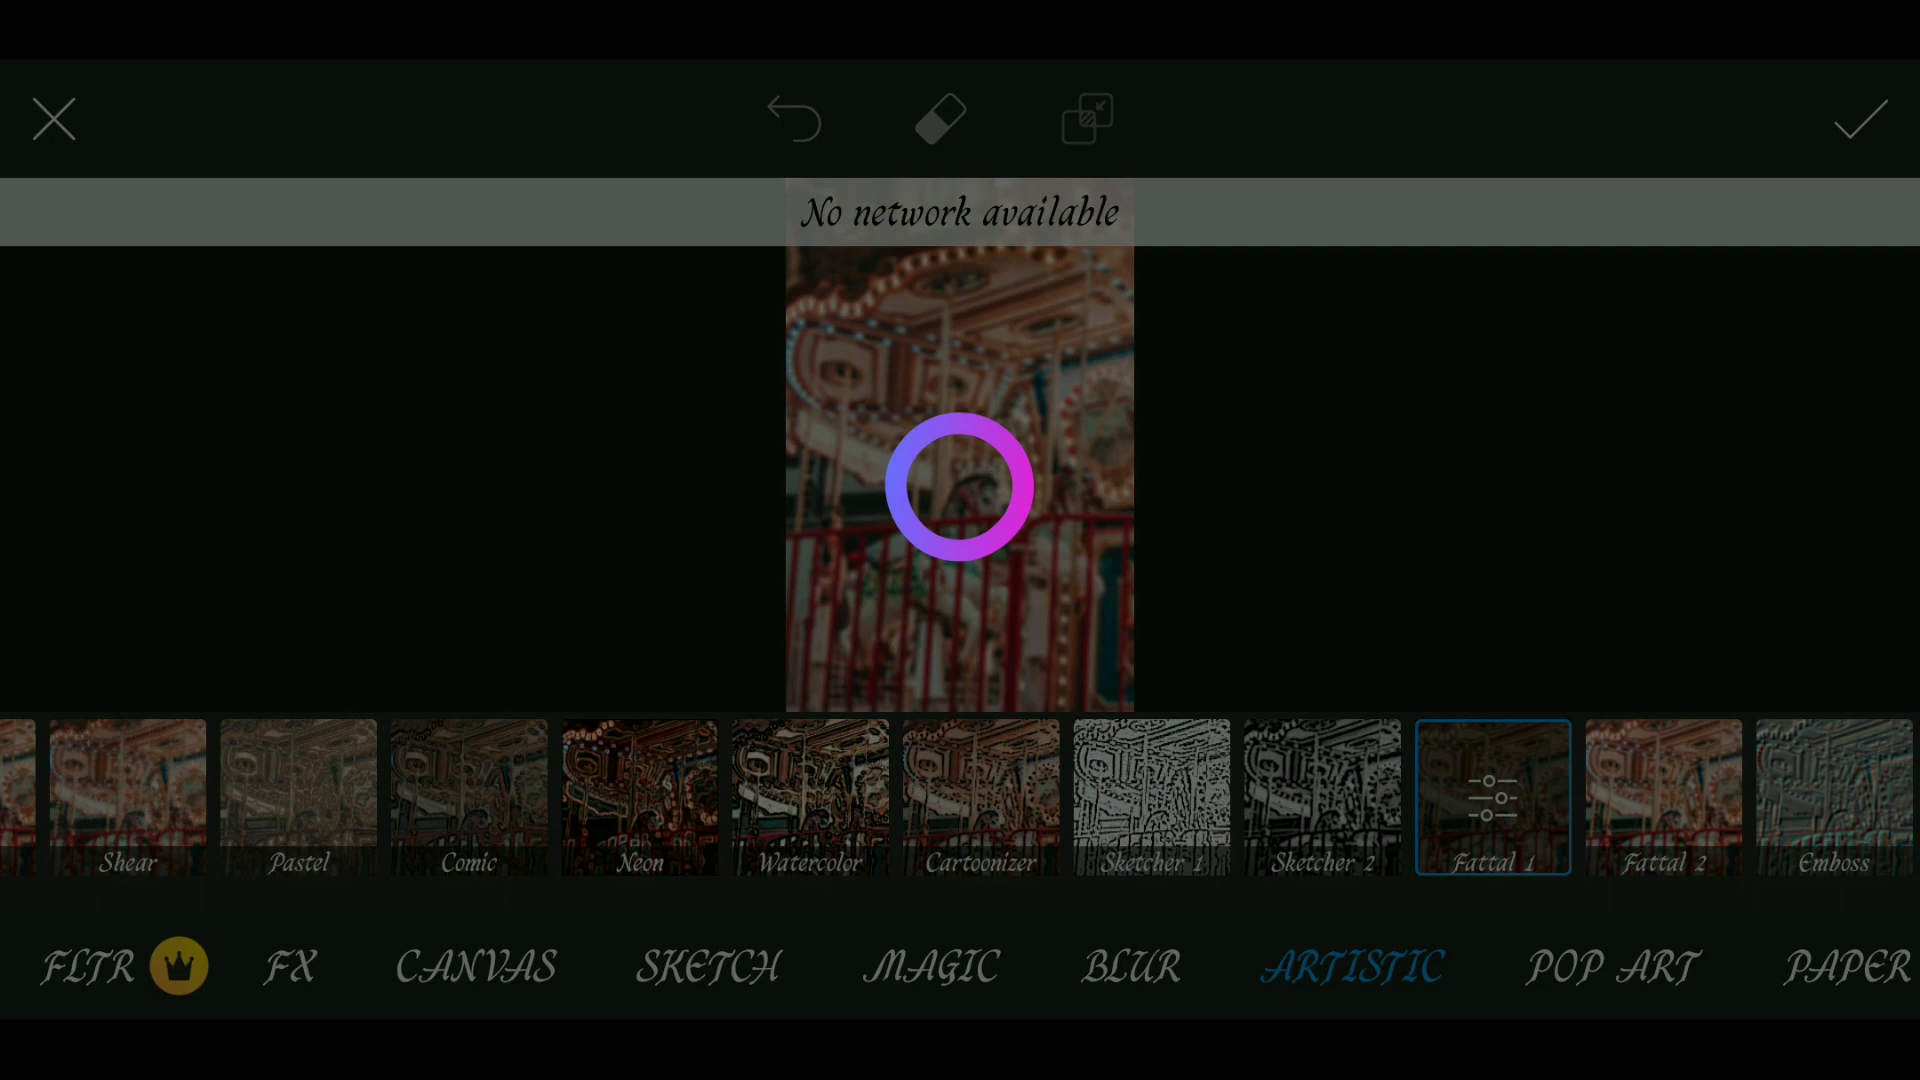 No network available
Shear
Pastel
Comic
Neon
Watercolor
Cartoonizer
Sketcher 1
Sketcher 2
Fattal 1
Fattal 2
Emboss
FLTR
FX
CANVAS
SKETCH
MAGIC
BLUR
ARTISTIC
POP ART
PAPER